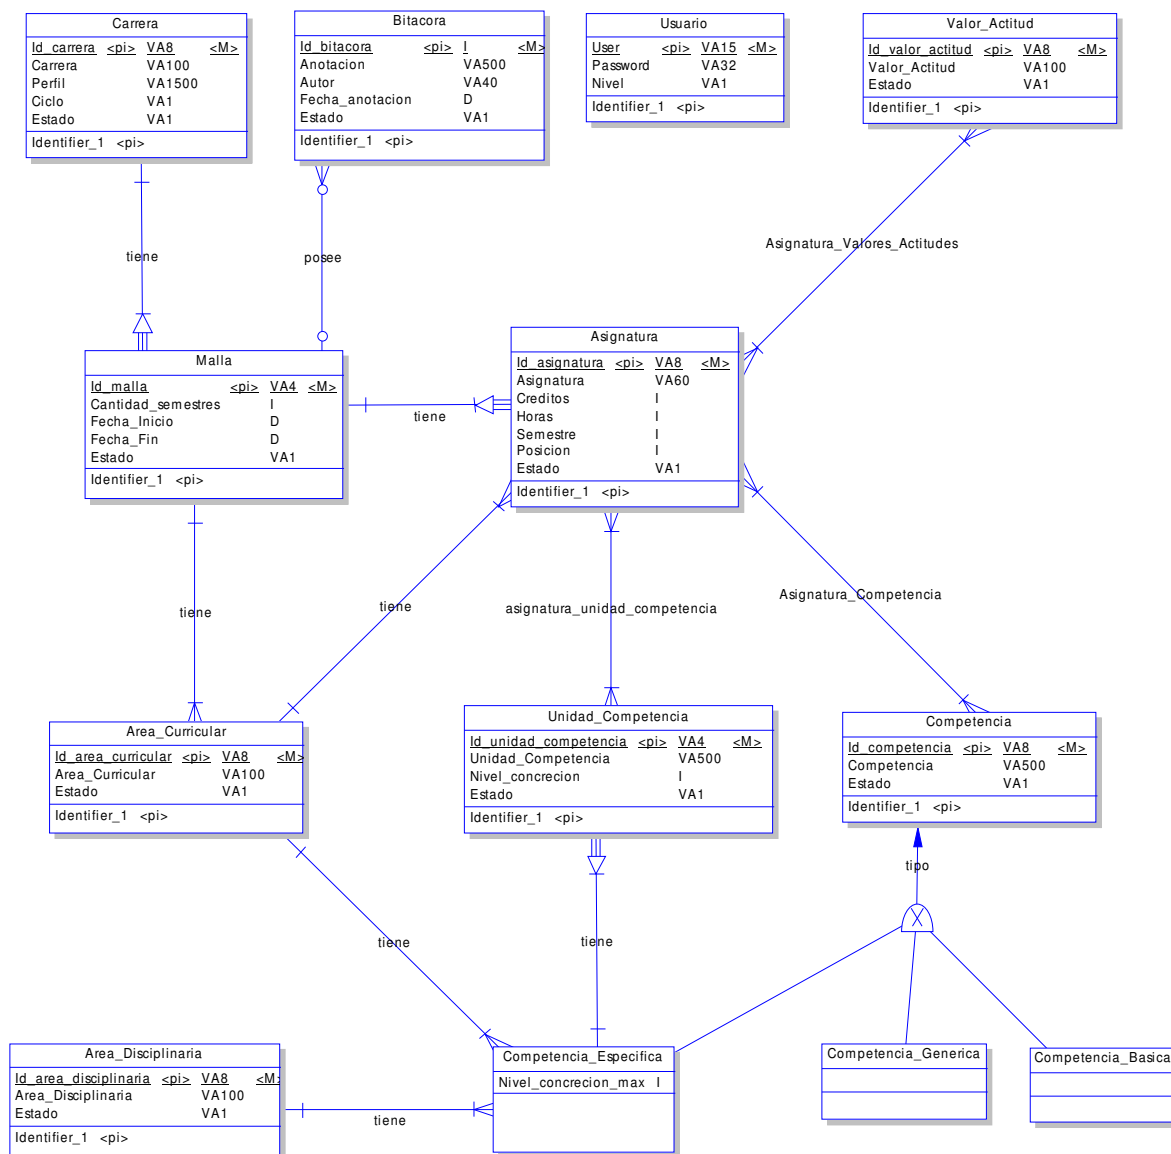 Carrera
Id_carrera <pi> VA8 <M>
Carrera VA100
Perfil VA1500
Ciclo VA1
Estado VA1
Identifier_1 <pi>
Bitacora
Id_bitacora <pi> I <M>
Anotacion VA500
Autor VA40
Fecha_anotacion D
Estado VA1
Identifier_1 <pi>
Usuario
User <pi> VA15 <M>
Password VA32
Nivel VA1
Identifier_1 <pi>
Valor_Actitud
Id_valor_actitud <pi> VA8 <M>
Valor_Actitud VA100
Estado VA1
Identifier_1 <pi>
tiene
posee
Asignatura_Valores_Actitudes
Malla
Id_malla <pi> VA4 <M>
Cantidad_semestres I
Fecha_Inicio D
Fecha_Fin D
Estado VA1
Identifier_1 <pi>
tiene
Asignatura
Id_asignatura <pi> VA8 <M>
Asignatura VA60
Creditos I
Horas I
Semestre I
Posicion I
Estado VA1
Identifier_1 <pi>
tiene
tiene
asignatura_unidad_competencia
Asignatura_Competencia
Area_Curricular
Id_area_curricular <pi> VA8 <M>
Area_Curricular VA100
Estado VA1
Identifier_1 <pi>
Unidad_Competencia
Id_unidad_competencia <pi> VA4 <M>
Unidad_Competencia VA500
Nivel_concrecion I
Estado VA1
Identifier_1 <pi>
Competencia
Id_competencia <pi> VA8 <M>
Competencia VA500
Estado VA1
Identifier_1 <pi>
tipo
X
tiene
tiene
Area_Disciplinaria
Id_area_disciplinaria <pi> VA8 <M>
Area_Disciplinaria VA100
Estado VA1
Identifier_1 <pi>
tiene
Competencia_Especifica
Nivel_concrecion_max I
Competencia_Generica
Competencia_Basica